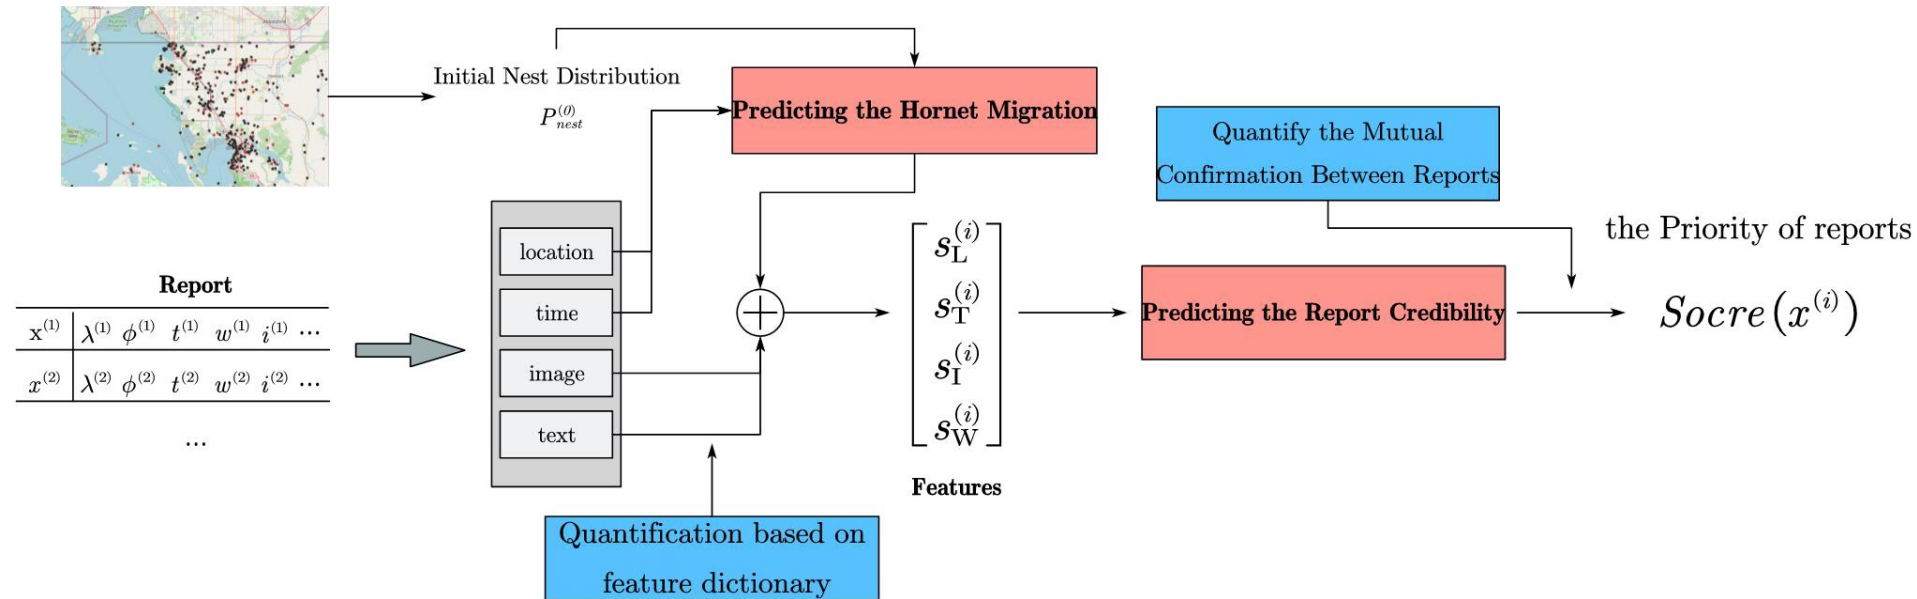 Initial Nest Distribution
P_{nest}^{(0)}
Predicting the Hornet Migration
Quantify the Mutual
Confirmation Between Reports
the Priority of reports
Report
x^{(1)} λ^{(1)} ϕ^{(1)} t^{(1)} w^{(1)} i^{(1)} ⋯
x^{(2)} λ^{(2)} ϕ^{(2)} t^{(2)} w^{(2)} i^{(2)} ⋯
⋯
location
time
image
text
+
s_L^{(i)}
s_T^{(i)}
s_I^{(i)}
s_W^{(i)}
Features
Predicting the Report Credibility
Socre(x^{(i)})
Quantification based on
feature dictionary